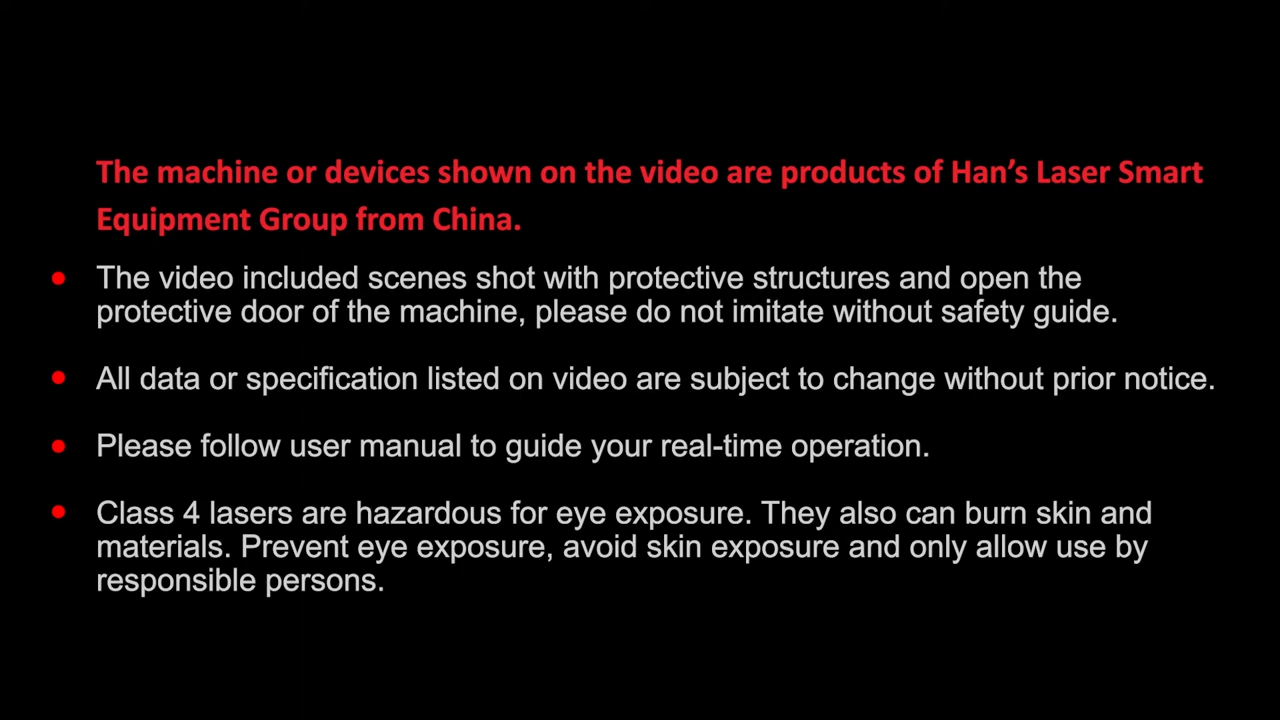 The machine or devices shown on the video are products of Han’s Laser Smart
Equipment Group from China.
● The video included scenes shot with protective structures and open the
protective door of the machine, please do not imitate without safety guide.
● All data or specification listed on video are subject to change without prior notice.
● Please follow user manual to guide your real-time operation.
● Class 4 lasers are hazardous for eye exposure. They also can burn skin and
materials. Prevent eye exposure, avoid skin exposure and only allow use by
responsible persons.